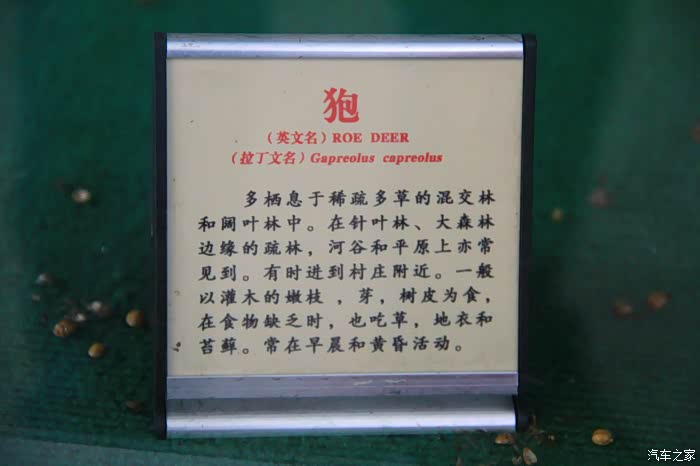 狍
（英文名）ROE DEER
（拉丁文名）Gapreolus capreolus
多栖息于稀疏多草的混交林
和阔叶林中。在针叶林、大森林
边缘的疏林，河谷和平原上亦常
见到。有时进到村庄附近。一般
以灌木的嫩枝，芽，树皮为食，
在食物缺乏时，也吃草，地衣和
苔藓。常在早晨和黄昏活动。
汽车之家